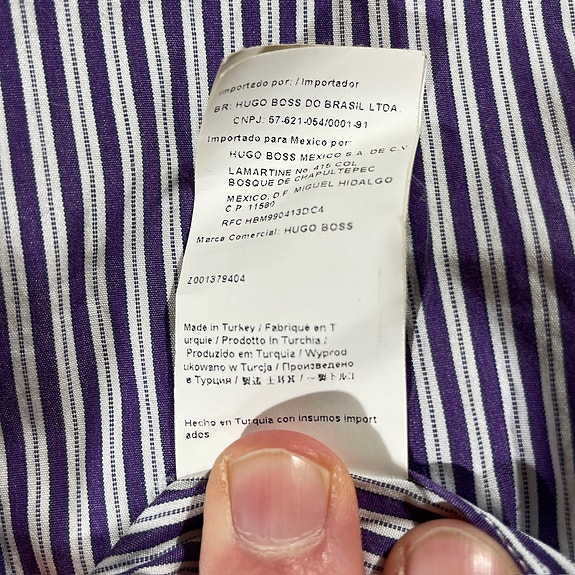 Importado por: / Importador
BR: HUGO BOSS DO BRASIL LTDA.
CNPJ: 57-621-054/0001-91
Importado para Mexico por:
HUGO BOSS MEXICO S.A. DE C.V
LAMARTINE No 415 COL
BOSQUE DE CHAPULTEPEC
MEXICO, D.F. MIGUEL HIDALGO
C.P. 11580
RFC HBM990413DC4
Marca Comercial: HUGO BOSS
Z001379404
Made in Turkey / Fabriqué en T
urquie / Prodotto in Turchia /
Produzido em Turquia / Wyprod
ukowano w Turcja / Произведено
в Турция / 製造 土耳其 /
Hecho en Turquia con insumos import
ados